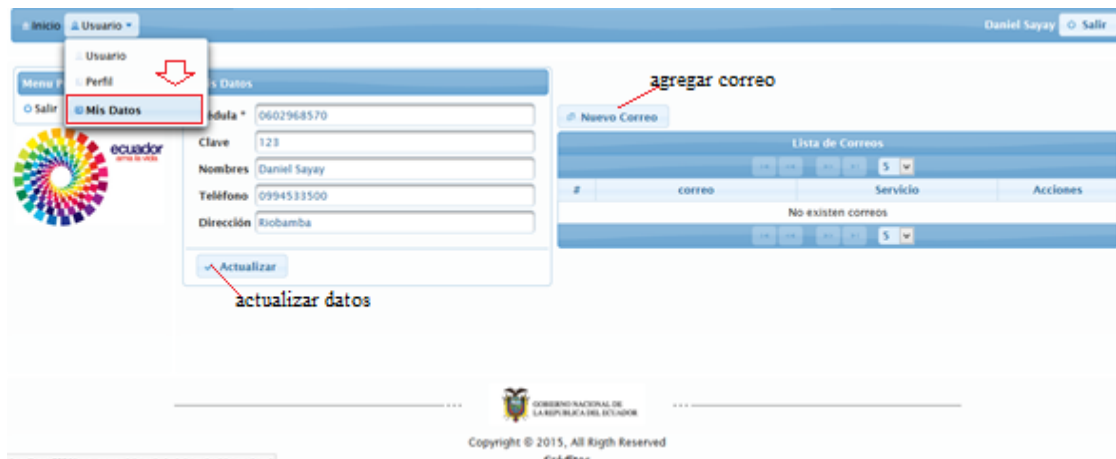 Inicio Usuario
Daniel Sayay Salir
Usuario
Perfil
Mis Datos
Menu P
Salir
ecuador
ama la vida
is Datos
Cédula * 0602968570
Clave 123
Nombres Daniel Sayay
Teléfono 0994533500
Dirección Riobamba
Actualizar
actualizar datos
agregar correo
Nuevo Correo
Lista de Correos
5
# correo Servicio Acciones
No existen correos
5
GOBIERNO NACIONAL DE
LA REPUBLICA DEL ECUADOR
Copyright © 2015, All Rigth Reserved